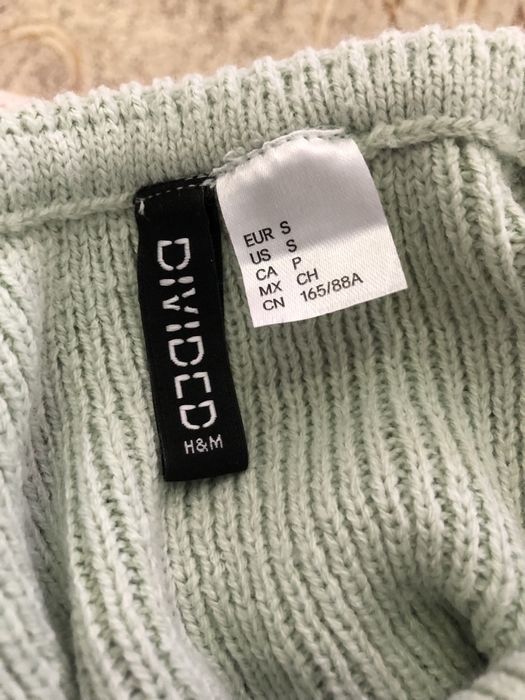 DIVIDED
H&M
EUR S
US S
CA P
MX CH
CN 165/88A